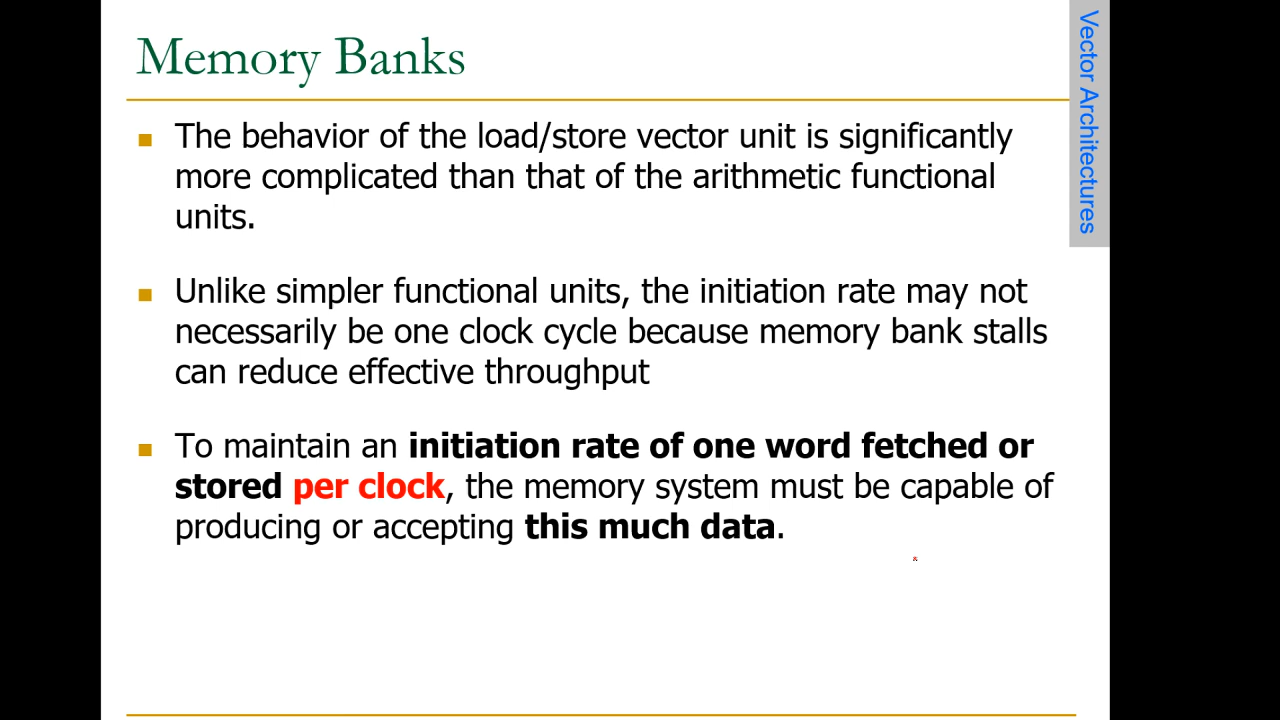 Memory Banks
The behavior of the load/store vector unit is significantly
more complicated than that of the arithmetic functional
units.
Unlike simpler functional units, the initiation rate may not
necessarily be one clock cycle because memory bank stalls
can reduce effective throughput
To maintain an initiation rate of one word fetched or
stored per clock, the memory system must be capable of
producing or accepting this much data.
Vector Architectures